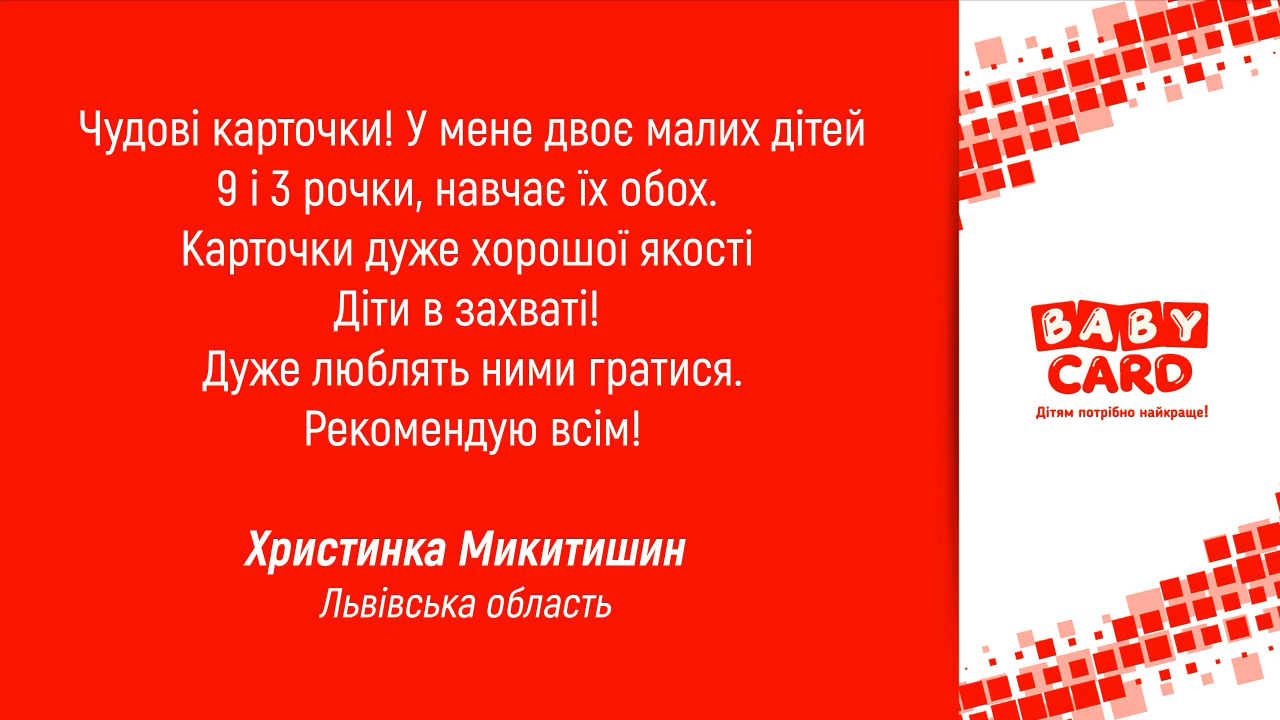 Чудові карточки! У мене двоє малих дітей
9 і 3 рочки, навчає їх обох.
Карточки дуже хорошої якості
Діти в захваті!
Дуже люблять ними гратися.
Рекомендую всім!
Христинка Микитишин
Львівська область
BABY
CARD
Дітям потрібно найкраще!